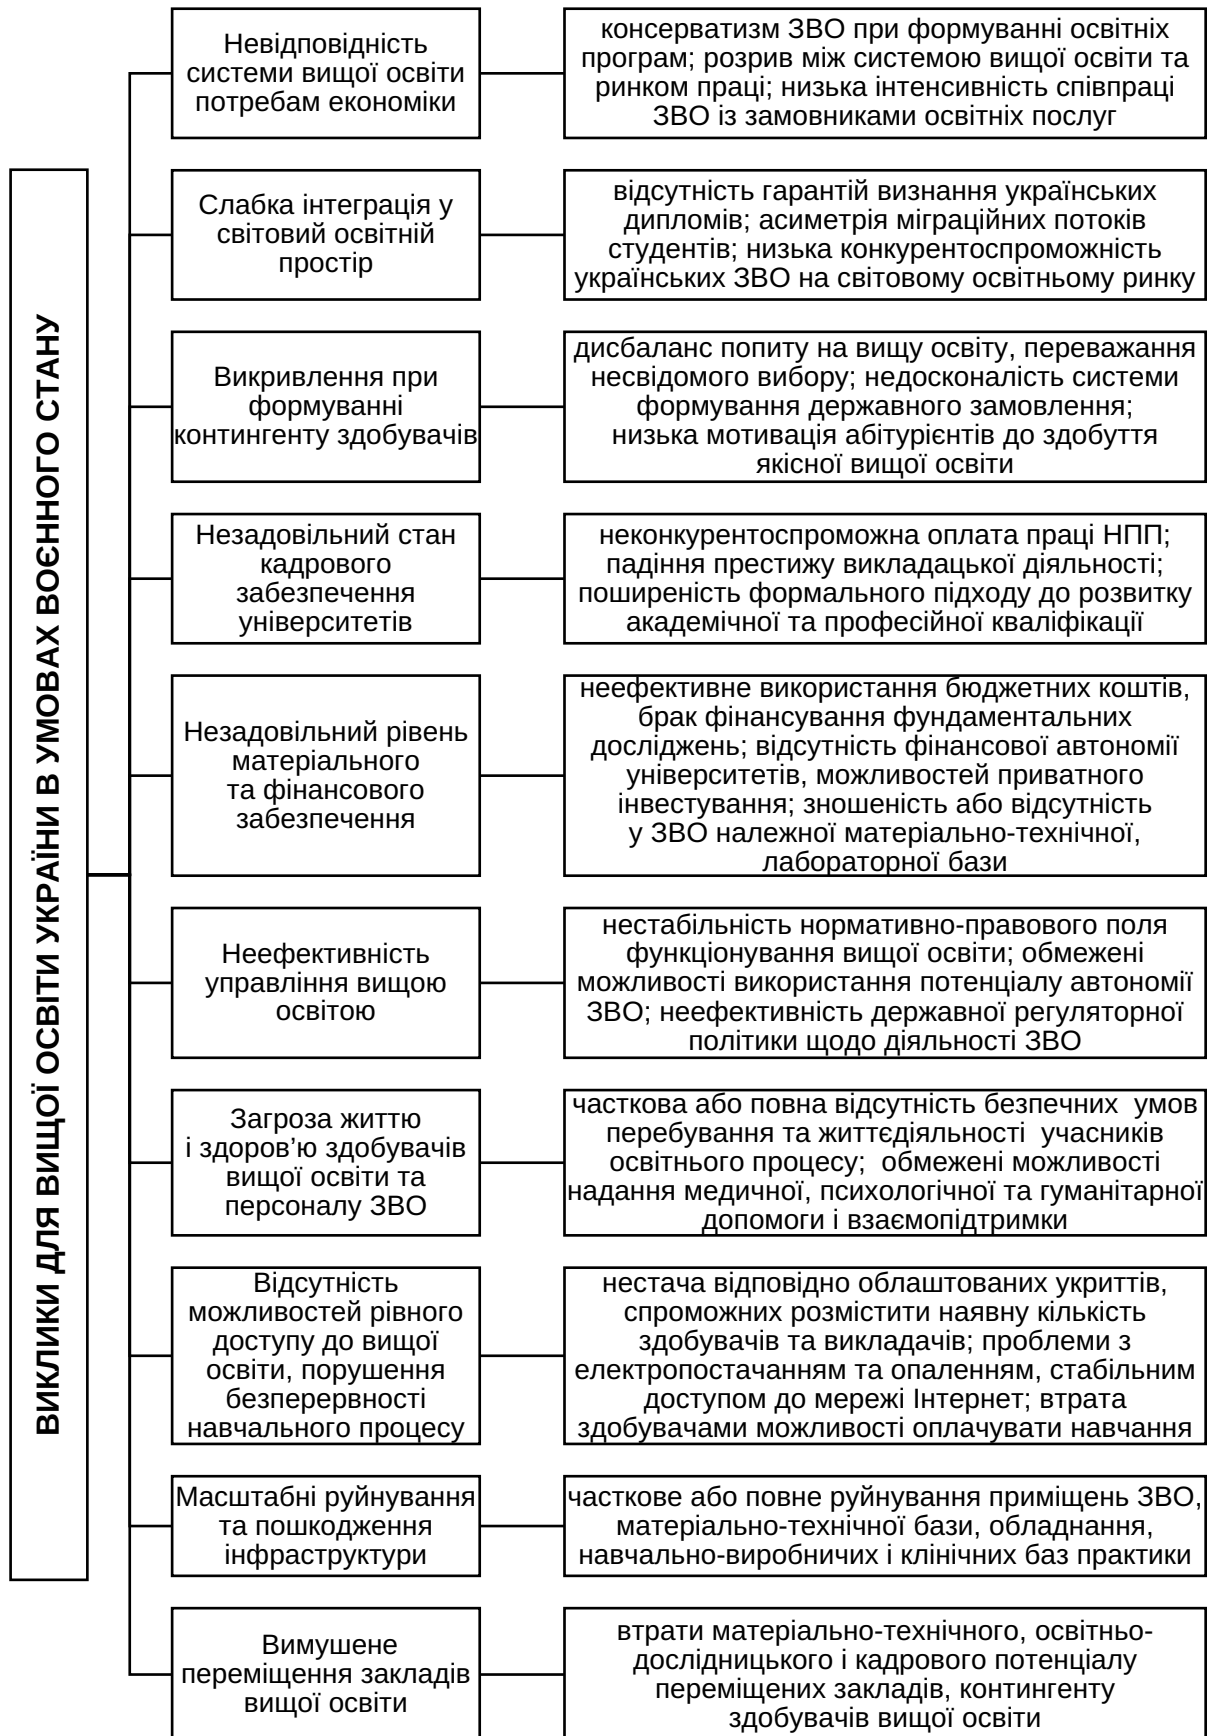 ВИКЛИКИ ДЛЯ ВИЩОЇ ОСВІТИ УКРАЇНИ В УМОВАХ ВОЄННОГО СТАНУ
Невідповідність
системи вищої освіти
потребам економіки
консерватизм ЗВО при формуванні освітніх
програм; розрив між системою вищої освіти та
ринком праці; низька інтенсивність співпраці
ЗВО із замовниками освітніх послуг
Слабка інтеграція у
світовий освітній
простір
відсутність гарантій визнання українських
дипломів; асиметрія міграційних потоків
студентів; низька конкурентоспроможність
українських ЗВО на світовому освітньому ринку
Викривлення при
формуванні
контингенту здобувачів
дисбаланс попиту на вищу освіту, переважання
несвідомого вибору; недосконалість системи
формування державного замовлення;
низька мотивація абітурієнтів до здобуття
якісної вищої освіти
Незадовільний стан
кадрового
забезпечення
університетів
неконкурентоспроможна оплата праці НПП;
падіння престижу викладацької діяльності;
поширеність формального підходу до розвитку
академічної та професійної кваліфікації
Незадовільний рівень
матеріального
та фінансового
забезпечення
неефективне використання бюджетних коштів,
брак фінансування фундаментальних
досліджень; відсутність фінансової автономії
університетів, можливостей приватного
інвестування; зношеність або відсутність
у ЗВО належної матеріально-технічної,
лабораторної бази
Неефективність
управління вищою
освітою
нестабільність нормативно-правового поля
функціонування вищої освіти; обмежені
можливості використання потенціалу автономії
ЗВО; неефективність державної регуляторної
політики щодо діяльності ЗВО
Загроза життю
і здоров’ю здобувачів
вищої освіти та
персоналу ЗВО
часткова або повна відсутність безпечних  умов
перебування та життєдіяльності  учасників
освітнього процесу;  обмежені можливості
надання медичної, психологічної та гуманітарної
допомоги і взаємопідтримки
Відсутність
можливостей рівного
доступу до вищої
освіти, порушення
безперервності
навчального процесу
нестача відповідно облаштованих укриттів,
спроможних розмістити наявну кількість
здобувачів та викладачів; проблеми з
електропостачанням та опаленням, стабільним
доступом до мережі Інтернет; втрата
здобувачами можливості оплачувати навчання
Масштабні руйнування
та пошкодження
інфраструктури
часткове або повне руйнування приміщень ЗВО,
матеріально-технічної бази, обладнання,
навчально-виробничих і клінічних баз практики
Вимушене
переміщення закладів
вищої освіти
втрати матеріально-технічного, освітньо-
дослідницького і кадрового потенціалу
переміщених закладів, контингенту
здобувачів вищої освіти